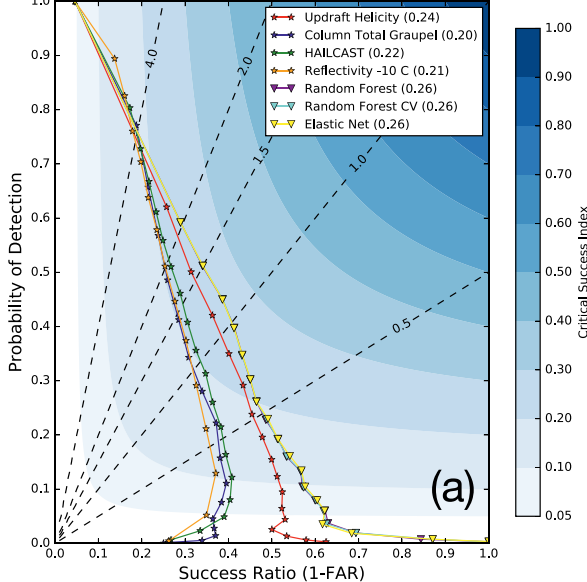 Updraft Helicity (0.24)
Column Total Graupel (0.20)
HAILCAST (0.22)
Reflectivity -10 C (0.21)
Random Forest (0.26)
Random Forest CV (0.26)
Elastic Net (0.26)
4.0
2.0
1.5
1.0
0.5
(a)
Probability of Detection
1.0
0.9
0.8
0.7
0.6
0.5
0.4
0.3
0.2
0.1
0.0
0.0 0.1 0.2 0.3 0.4 0.5 0.6 0.7 0.8 0.9 1.0
Success Ratio (1-FAR)
1.00
0.90
0.80
0.70
0.60
0.50
0.40
0.30
0.20
0.10
0.05
Critical Success Index